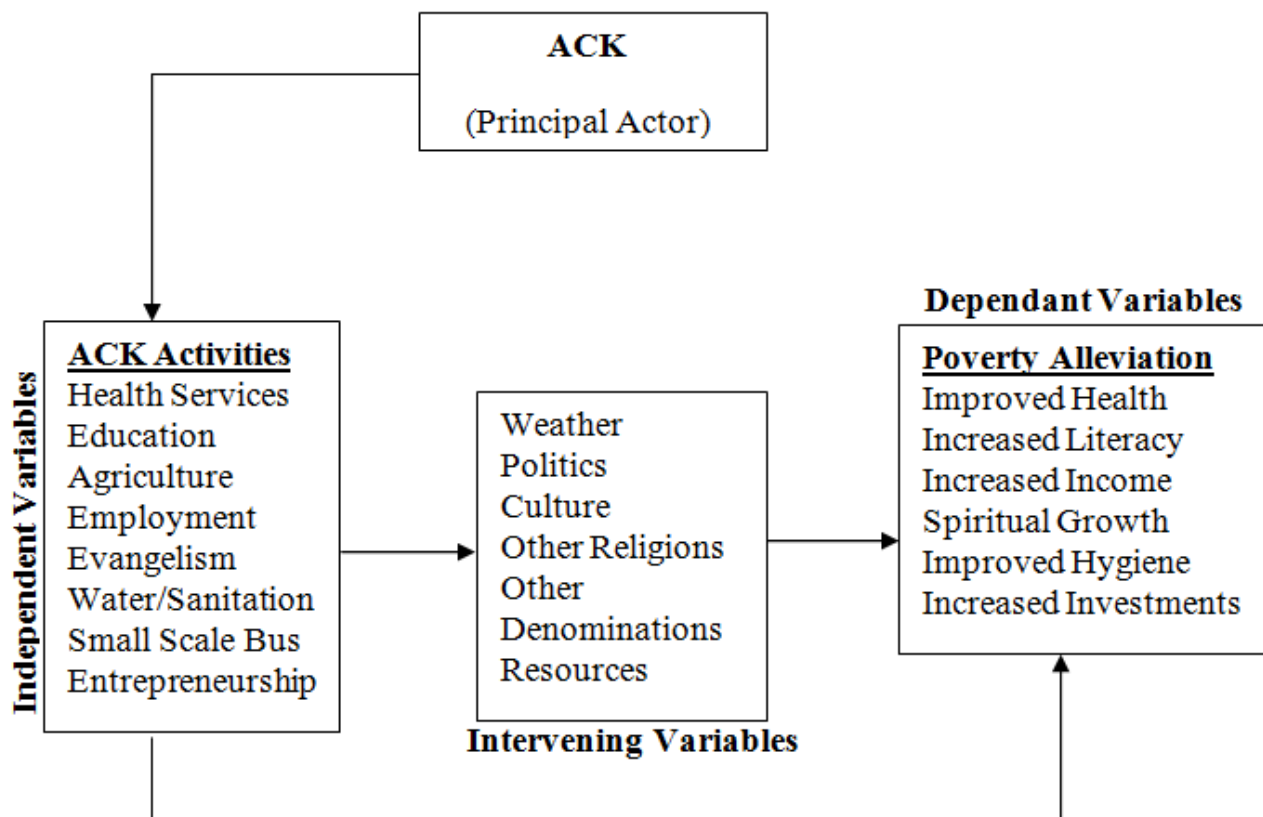 ACK
(Principal Actor)
Independent Variables
ACK Activities
Health Services
Education
Agriculture
Employment
Evangelism
Water/Sanitation
Small Scale Bus
Entrepreneurship
Weather
Politics
Culture
Other Religions
Other
Denominations
Resources
Intervening Variables
Dependant Variables
Poverty Alleviation
Improved Health
Increased Literacy
Increased Income
Spiritual Growth
Improved Hygiene
Increased Investments